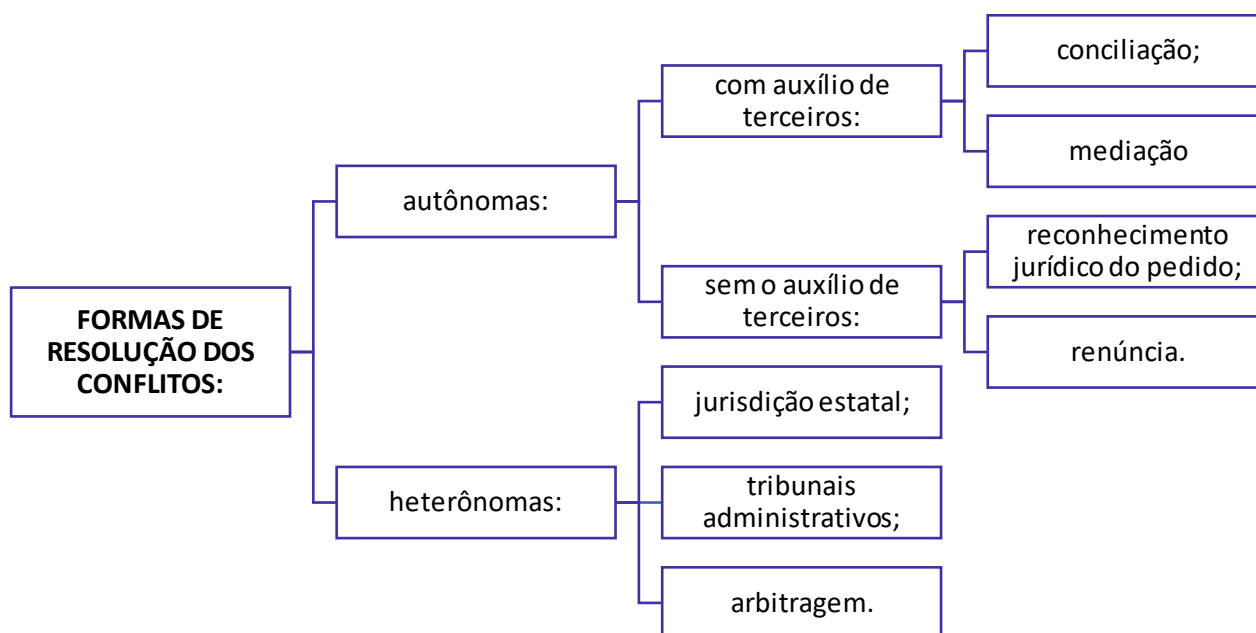 FORMAS DE
RESOLUÇÃO DOS
CONFLITOS:
autônomas:
com auxílio de
terceiros:
conciliação;
mediação
sem o auxílio de
terceiros:
reconhecimento
jurídico do pedido;
renúncia.
heterônomas:
jurisdição estatal;
tribunais
administrativos;
arbitragem.